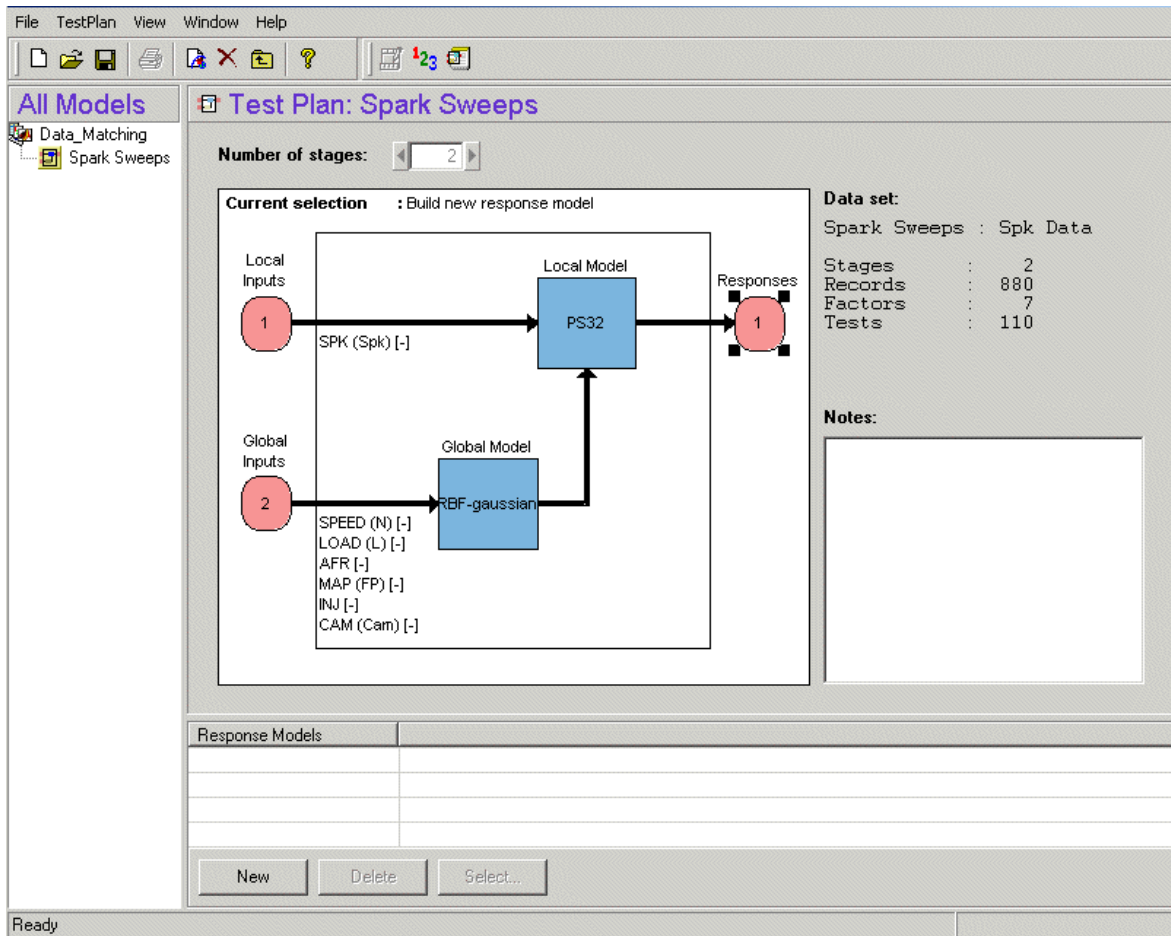 File TestPlan View Window Help
1 2 3
All Models
Data_Matching
Spark Sweeps
Test Plan: Spark Sweeps
Number of stages: 2
Current selection : Build new response model
Local
Inputs
1
SPK (Spk) [-]
Local Model
PS32
Responses
1
Global
Inputs
2
SPEED (N) [-]
LOAD (L) [-]
AFR [-]
MAP (FP) [-]
INJ [-]
CAM (Cam) [-]
Global Model
RBF-gaussian
Data set:
Spark Sweeps : Spk Data
Stages : 2
Records : 880
Factors : 7
Tests : 110
Notes:
Response Models
New Delete Select...
Ready